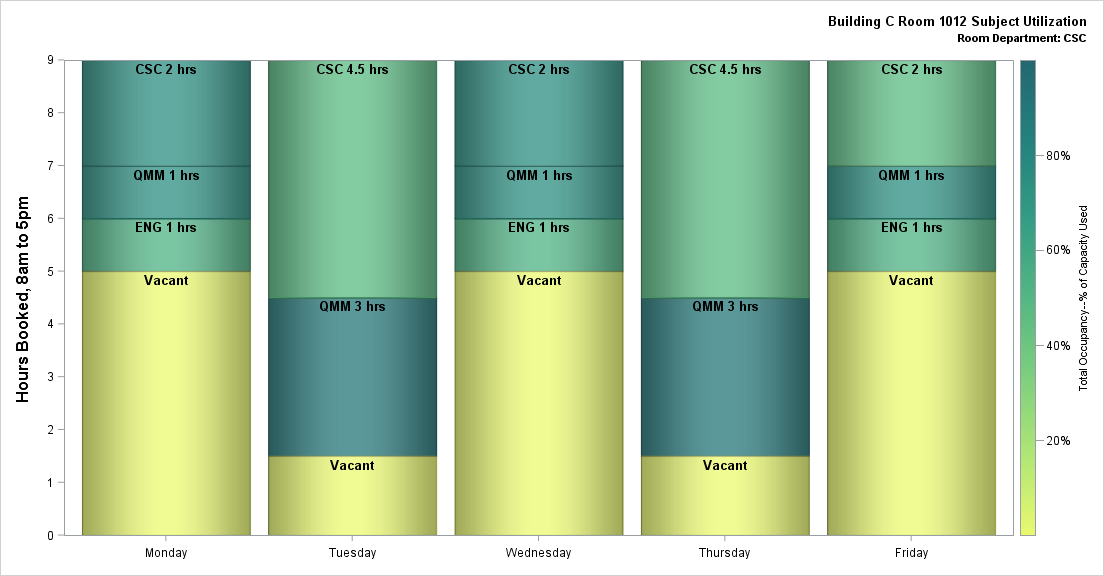 Building C Room 1012 Subject Utilization
Room Department: CSC
Hours Booked, 8am to 5pm
9
8
7
6
5
4
3
2
1
0
CSC 2 hrs
QMM 1 hrs
ENG 1 hrs
Vacant
CSC 4.5 hrs
QMM 3 hrs
Vacant
CSC 2 hrs
QMM 1 hrs
ENG 1 hrs
Vacant
CSC 4.5 hrs
QMM 3 hrs
Vacant
CSC 2 hrs
QMM 1 hrs
ENG 1 hrs
Vacant
Monday
Tuesday
Wednesday
Thursday
Friday
80%
60%
40%
20%
Total Occupancy--% of Capacity Used